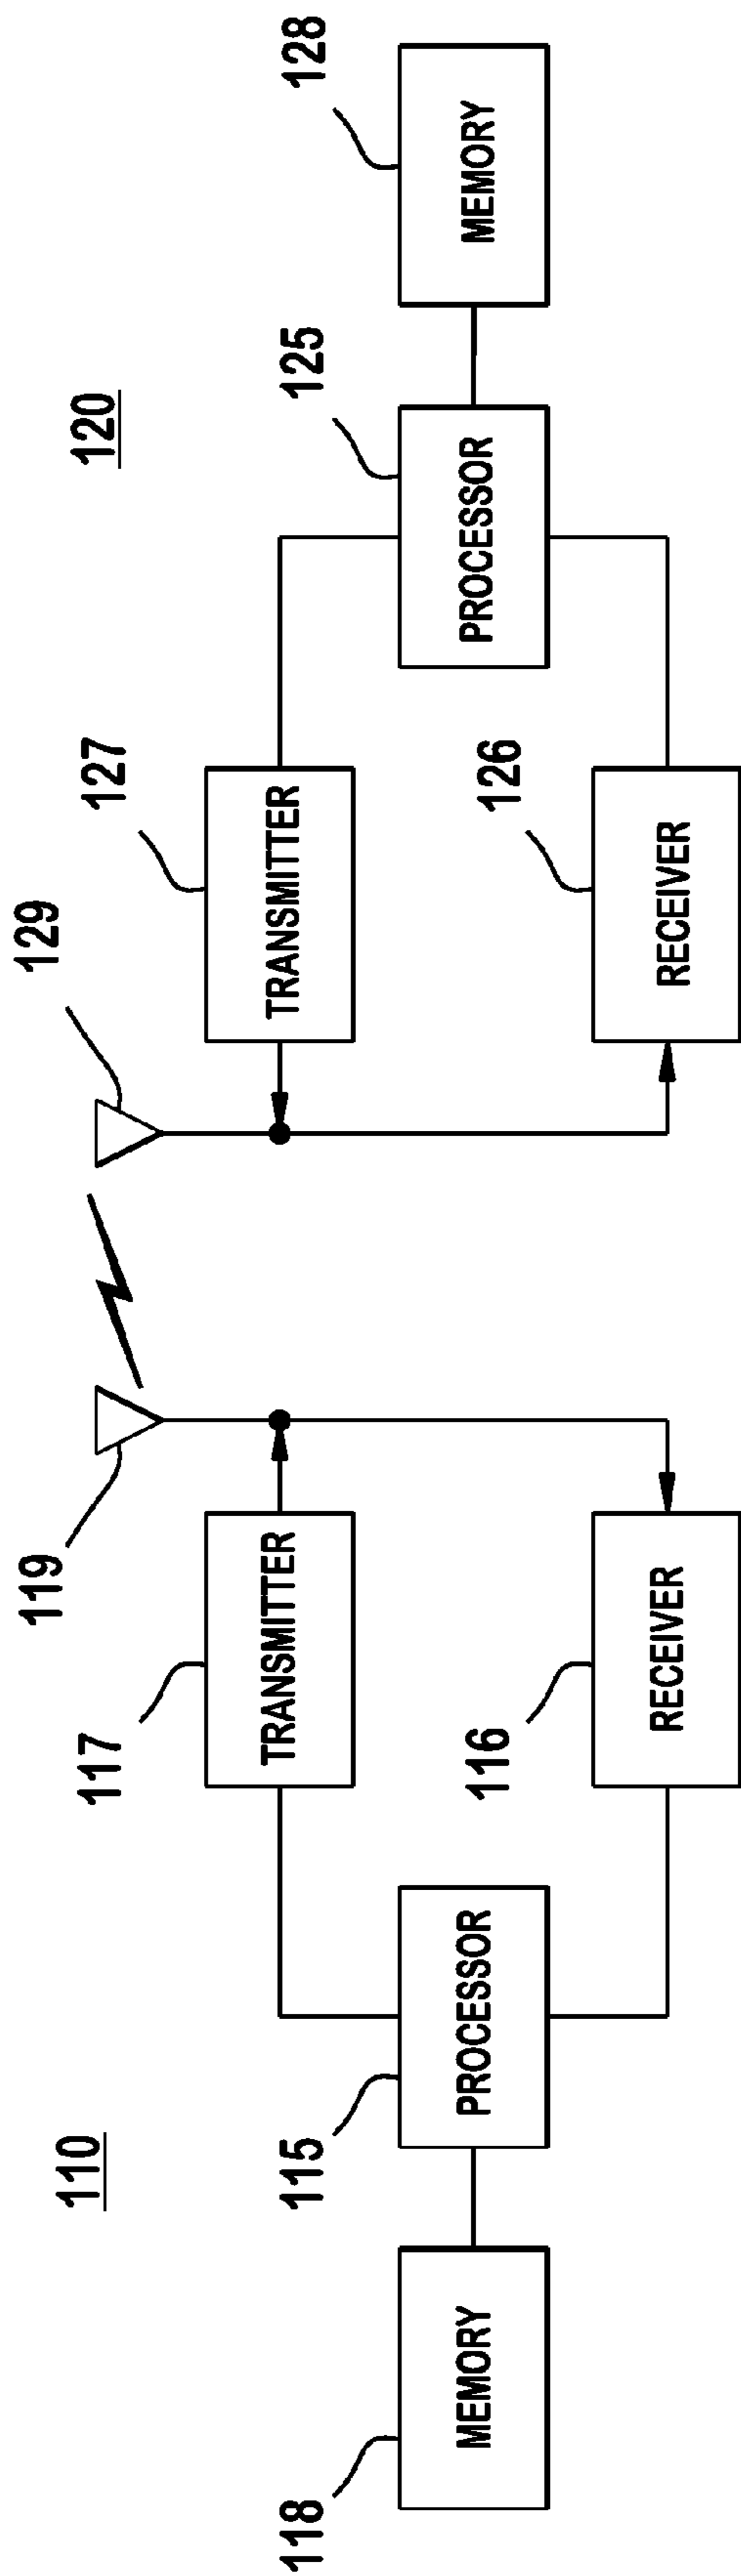 110
120
119
129
117
TRANSMITTER
127
TRANSMITTER
118
MEMORY
115
PROCESSOR
125
PROCESSOR
128
MEMORY
116
RECEIVER
126
RECEIVER